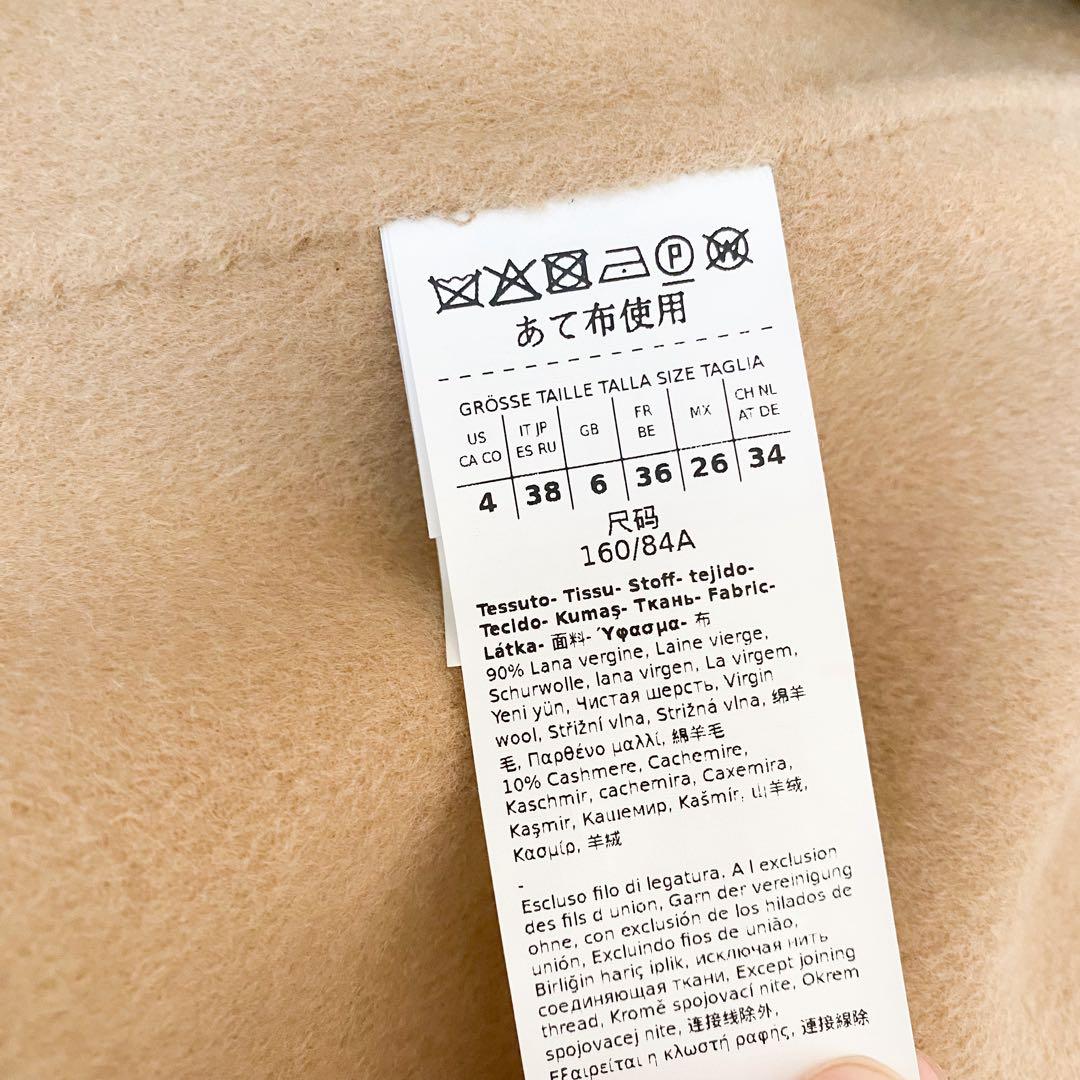 P W
あて布使用
GRÖSSE TAILLE TALLA SIZE TAGLIA
US CA CO IT JP ES RU GB FR BE MX CH NL AT DE
4 38 6 36 26 34
尺码
160/84A
Tessuto- Tissu- Stoff- tejido-
Tecido- Kumaş- Ткань- Fabric-
Látka- 面料- Ύφασμα- 布
90% Lana vergine, Laine vierge,
Schurwolle, lana virgen, La virgem,
Yeni yün, Чистая шерсть, Virgin
wool, Střižní vlna, Strižná vlna, 绵羊
毛, Παρθένο μαλλί, 綿羊毛
10% Cashmere, Cachemire,
Kaschmir, cachemira, Caxemira,
Kaşmir, Кашемир, Kašmír, 山羊绒,
Κασμίρ, 羊絨
-
Escluso filo di legatura. A l exclusion
des fils d union, Garn der vereinigung
ohne, con exclusión de los hilados de
unión, Excluindo fios de união,
Birliğin hariç iplik, исключая нить
соединяющая ткани, Except joining
thread, Kromě spojovací nite, Okrem
spojovacej nite, 连接线除外,
Εξαιρείται η κλωστή ραφής, 連接線除